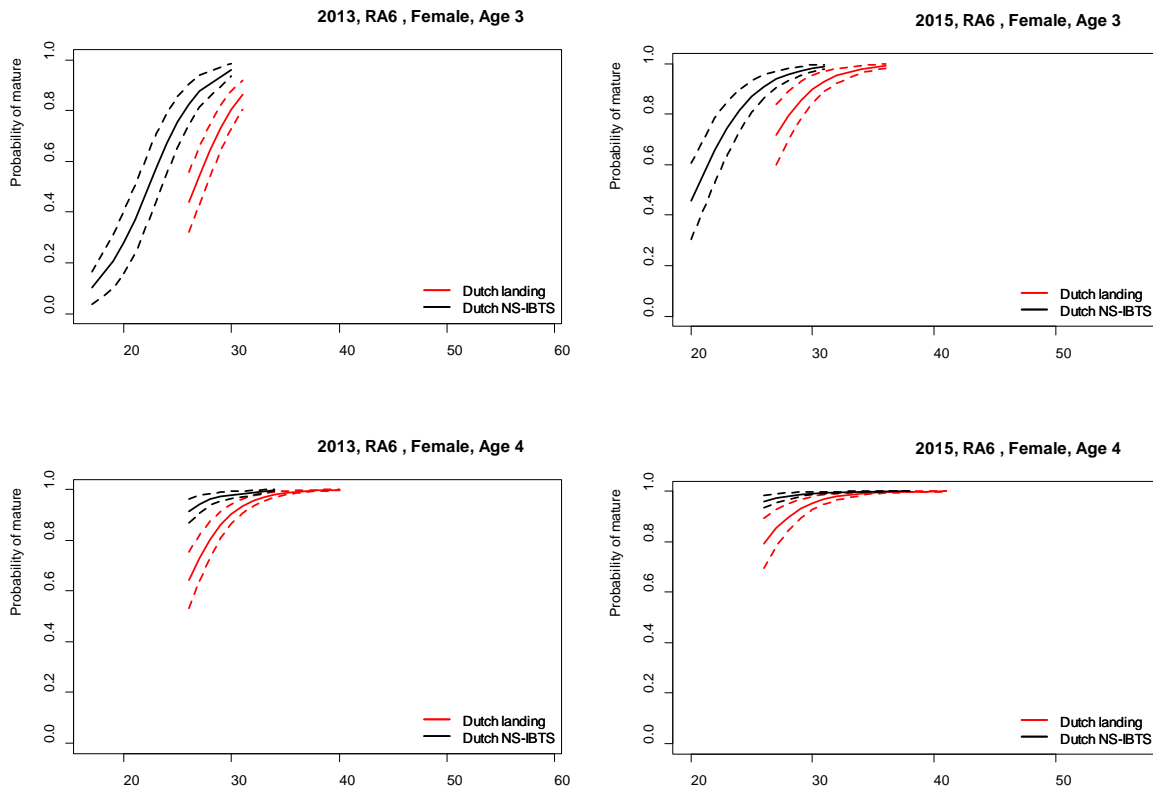 2013, RA6 , Female, Age 3
Probability of mature
1.0
0.8
0.6
0.4
0.2
0.0
Dutch landing
Dutch NS-IBTS
20 30 40 50 60
2015, RA6 , Female, Age 3
Probability of mature
1.0
0.8
0.6
0.4
0.2
0.0
Dutch landing
Dutch NS-IBTS
20 30 40 50
2013, RA6 , Female, Age 4
Probability of mature
1.0
0.8
0.6
0.4
0.2
0.0
Dutch landing
Dutch NS-IBTS
20 30 40 50 60
2015, RA6 , Female, Age 4
Probability of mature
1.0
0.8
0.6
0.4
0.2
0.0
Dutch landing
Dutch NS-IBTS
20 30 40 50